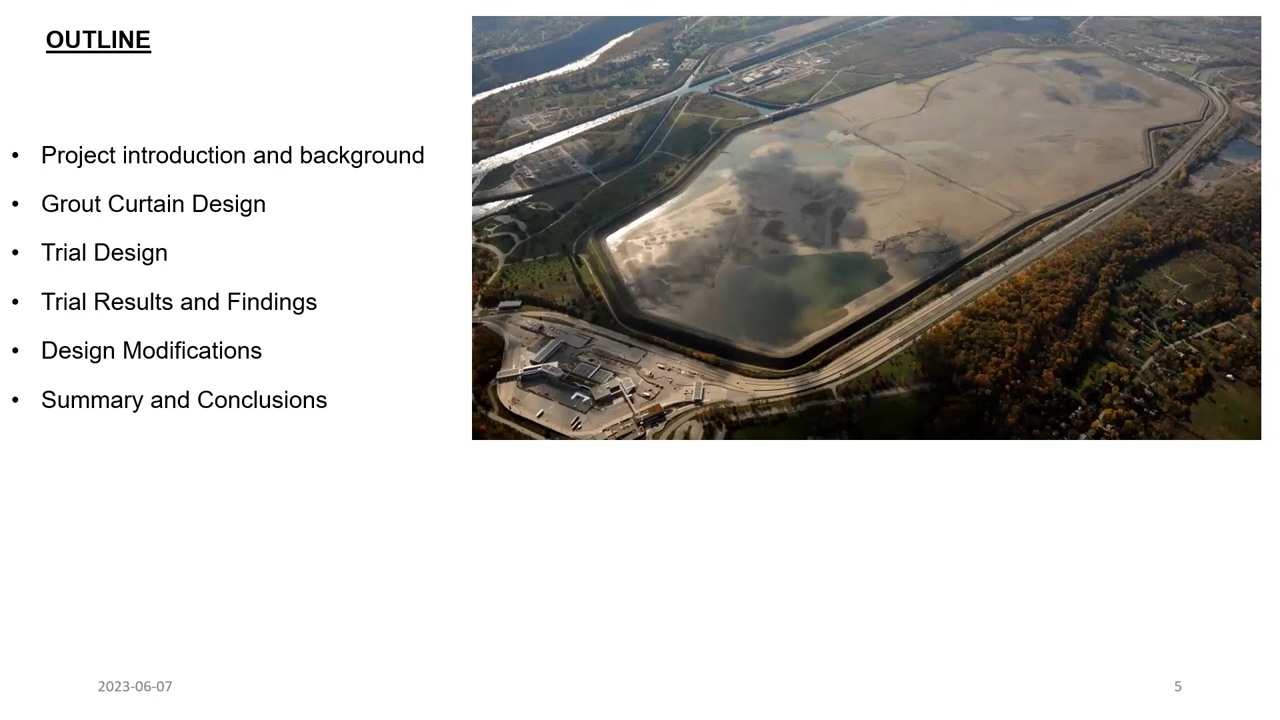 OUTLINE
• Project introduction and background
• Grout Curtain Design
• Trial Design
• Trial Results and Findings
• Design Modifications
• Summary and Conclusions
2023-06-07
5